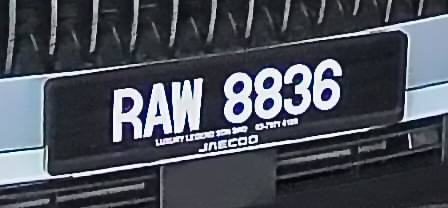 RAW 8836
LUXURY LEGEND SDN BHD
JAECOO